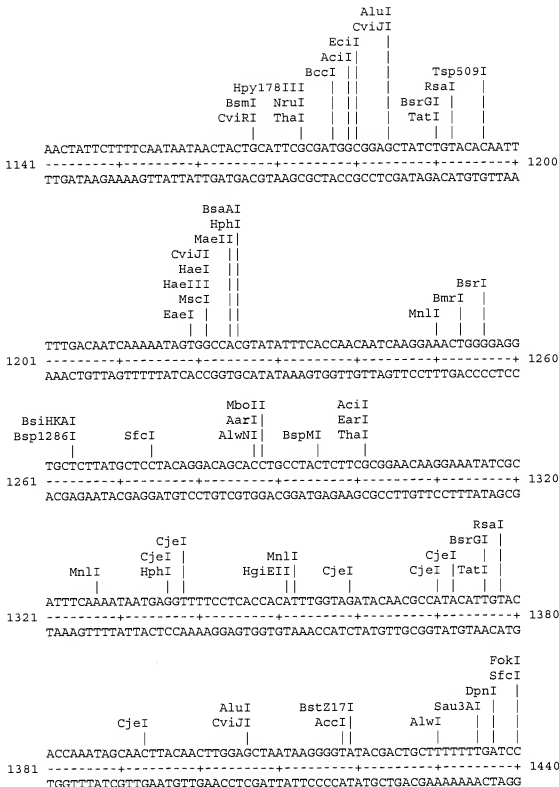 AluI
CviJI
EciI
AciI
BccI Tsp509I
Hpy178III RsaI
BsmI NruI BsrGI
CviRI ThaI TatI
AACTATTCTTTTCAATAATAACTACTGCATTCGCGATGGCGGAGCTATCTGTACACAATT
1141 ---------+---------+---------+---------+---------+---------+ 1200
TTGATAAGAAAAGTTATTATTGATGACGTAAGCGCTACCGCCTCGATAGACATGTGTTAA
BsaAI
HphI
MaeII
CviJI
HaeI
HaeIII BsrI
MscI BmrI
EaeI MnlI
TTTGACAATCAAAAATAGTGGCCACGTATATTTCACCAACAATCAAGGAAACTGGGGAGG
1201 ---------+---------+---------+---------+---------+---------+ 1260
AAACTGTTAGTTTTTATCACCGGTGCATATAAAGTGGTTGTTAGTTCCTTTGACCCCTCC
MboII AciI
BsiHKAI AarI EarI
Bsp1286I SfcI AlwNI BspMI ThaI
TGCTCTTATGCTCCTACAGGACAGCACCTGCCTACTCTTCGCGGAACAAGGAAATATCGC
1261 ---------+---------+---------+---------+---------+---------+ 1320
ACGAGAATACGAGGATGTCCTGTCGTGGACGGATGAGAAGCGCCTTGTTCCTTTATAGCG
RsaI
CjeI BsrGI
CjeI MnlI CjeI
MnlI HphI HgiEII CjeI CjeI TatI
ATTTCAAAATAATGAGGTTTTCCTCACCACATTTGGTAGATACAACGCCATACATTGTAC
1321 ---------+---------+---------+---------+---------+---------+ 1380
TAAAGTTTTATTACTCCAAAAGGAGTGGTGTAAACCATCTATGTTGCGGTATGTAACATG
FokI
SfcI
DpnI
AluI BstZ17I Sau3AI
CjeI CviJI AccI AlwI
ACCAAATAGCAACTTACAACTTGGAGCTAATAAGGGGTATACGACTGCTTTTTTTGATCC
1381 ---------+---------+---------+---------+---------+---------+ 1440
TGGTTTATCGTTGAATGTTGAACCTCGATTATTCCCCATATGCTGACGAAAAAAACTAGG